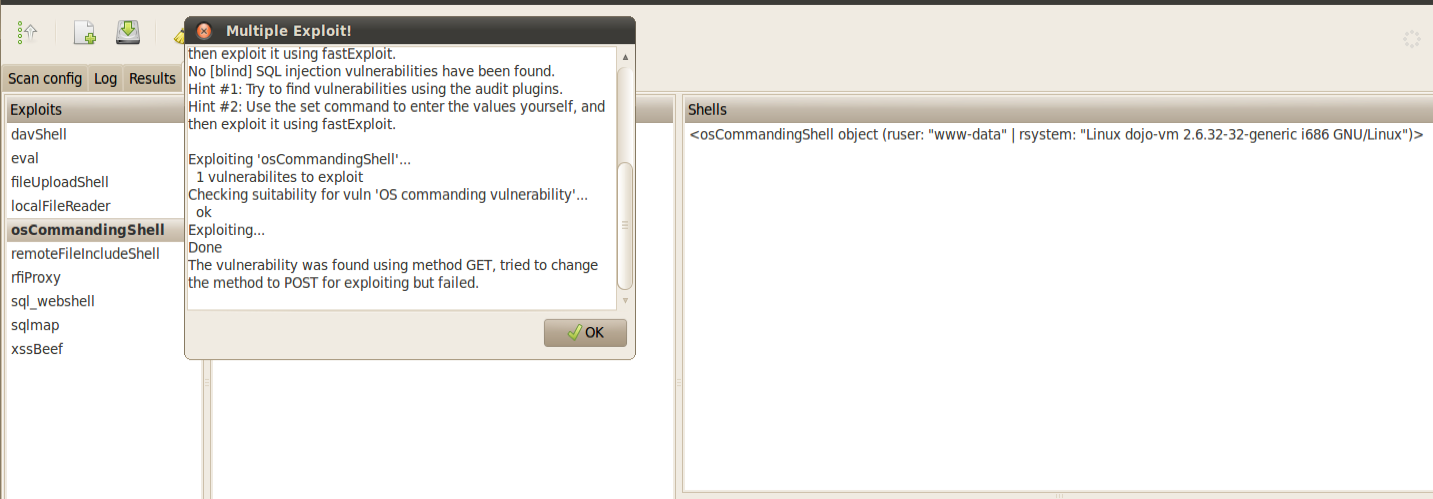 Multiple Exploit!
then exploit it using fastExploit.
No [blind] SQL injection vulnerabilities have been found.
Hint #1: Try to find vulnerabilities using the audit plugins.
Hint #2: Use the set command to enter the values yourself, and
then exploit it using fastExploit.
Exploiting 'osCommandingShell'...
1 vulnerabilites to exploit
Checking suitability for vuln 'OS commanding vulnerability'...
ok
Exploiting...
Done
The vulnerability was found using method GET, tried to change
the method to POST for exploiting but failed.
OK
Scan config Log Results
Exploits
davShell
eval
fileUploadShell
localFileReader
osCommandingShell
remoteFileIncludeShell
rfiProxy
sql_webshell
sqlmap
xssBeef
Shells
<osCommandingShell object (ruser: "www-data" | rsystem: "Linux dojo-vm 2.6.32-32-generic i686 GNU/Linux")>